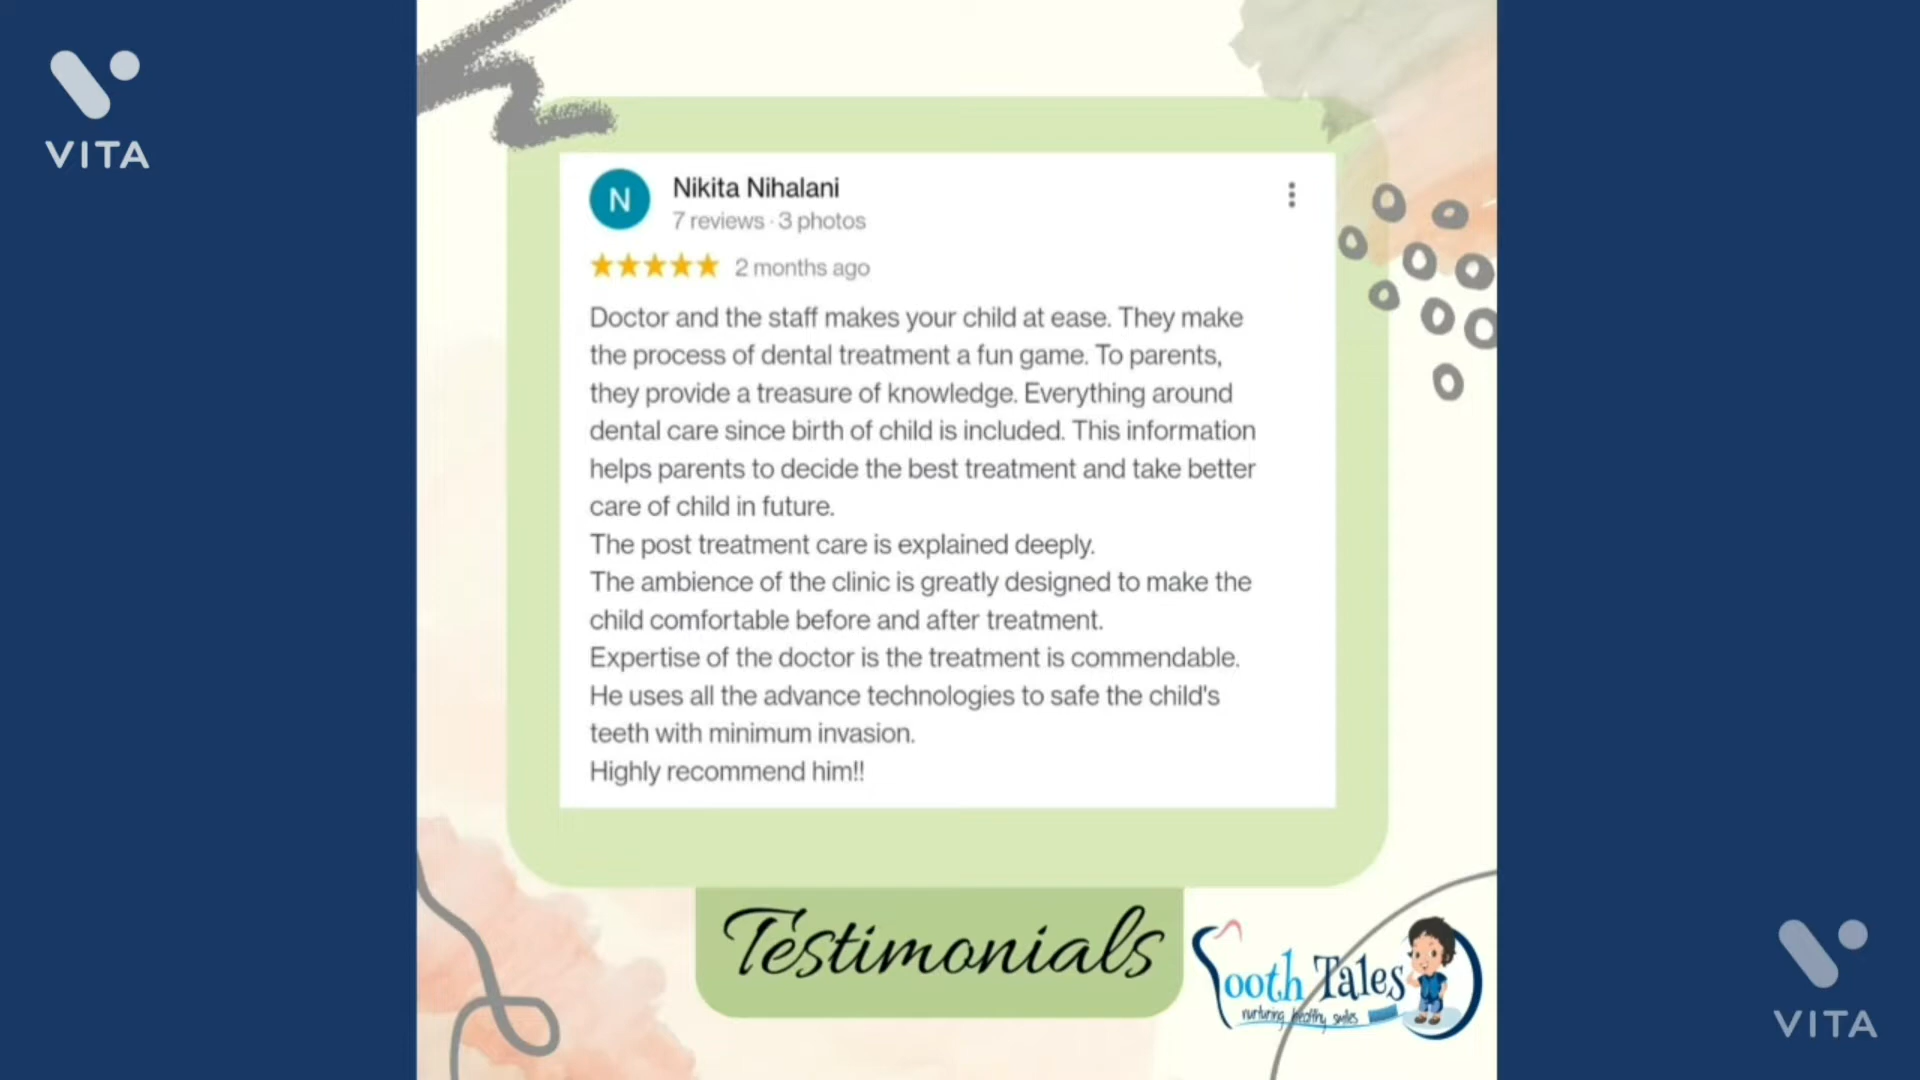 VITA
N
Nikita Nihalani
7 reviews · 3 photos
2 months ago
Doctor and the staff makes your child at ease. They make
the process of dental treatment a fun game. To parents,
they provide a treasure of knowledge. Everything around
dental care since birth of child is included. This information
helps parents to decide the best treatment and take better
care of child in future.
The post treatment care is explained deeply.
The ambience of the clinic is greatly designed to make the
child comfortable before and after treatment.
Expertise of the doctor is the treatment is commendable.
He uses all the advance technologies to safe the child's
teeth with minimum invasion.
Highly recommend him!!
Testimonials
Tooth Tales
nurturing healthy smiles
VITA